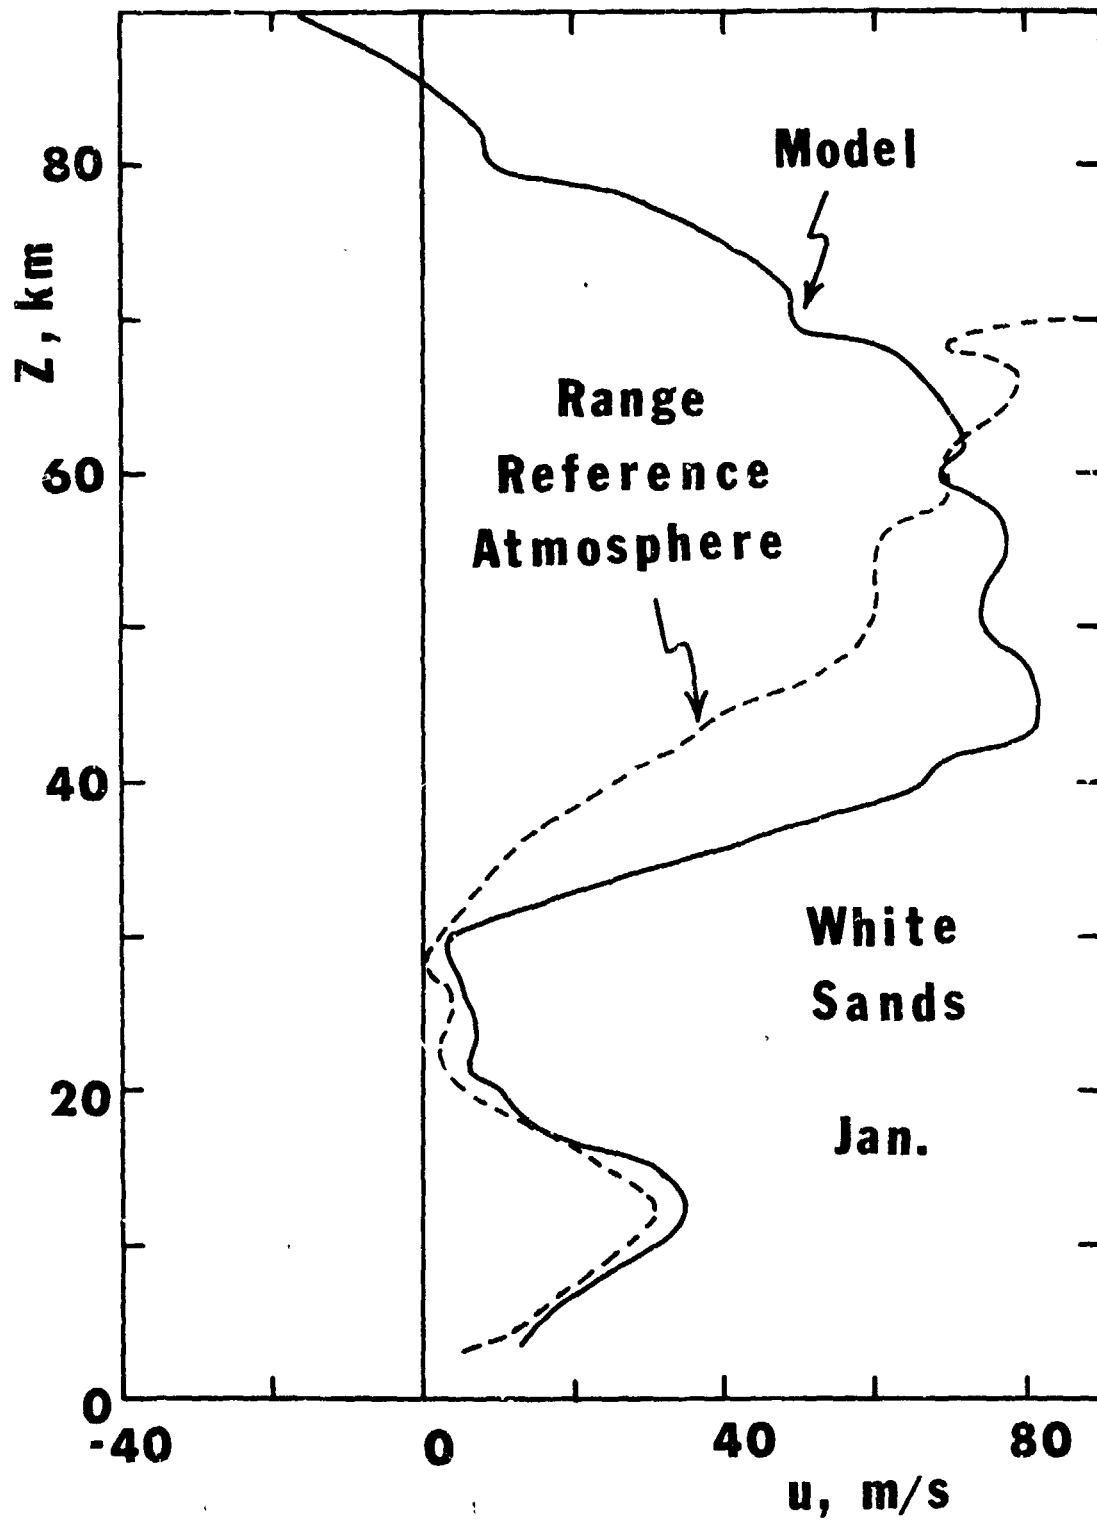 80
Model
Z, km
Range
Reference
Atmosphere
60
40
White
Sands
20
Jan.
0
-40 0 40 80
u, m/s